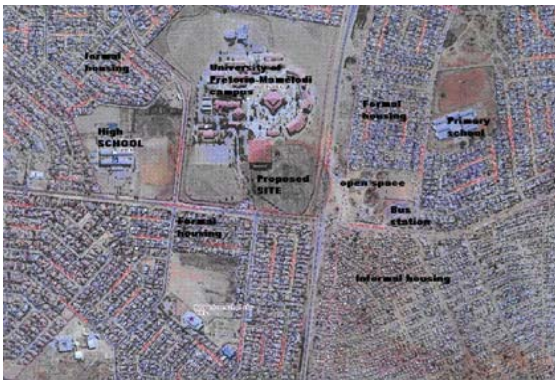 formal
housing
University of
Pretoria Mamelodi
campus
High
SCHOOL
Formal
housing
Primary
school
Proposed
SITE
open space
Bus
station
Formal
housing
Informal housing